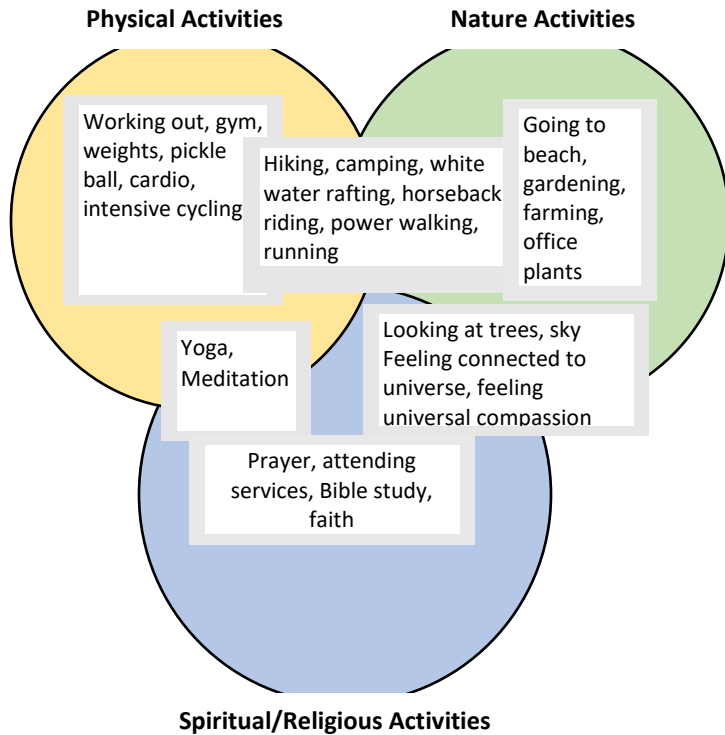 Physical Activities
Nature Activities
Working out, gym,
weights, pickle
ball, cardio,
intensive cycling
Hiking, camping, white
water rafting, horseback
riding, power walking,
running
Going to
beach,
gardening,
farming,
office
plants
Yoga,
Meditation
Looking at trees, sky
Feeling connected to
universe, feeling
universal compassion
Prayer, attending
services, Bible study,
faith
Spiritual/Religious Activities